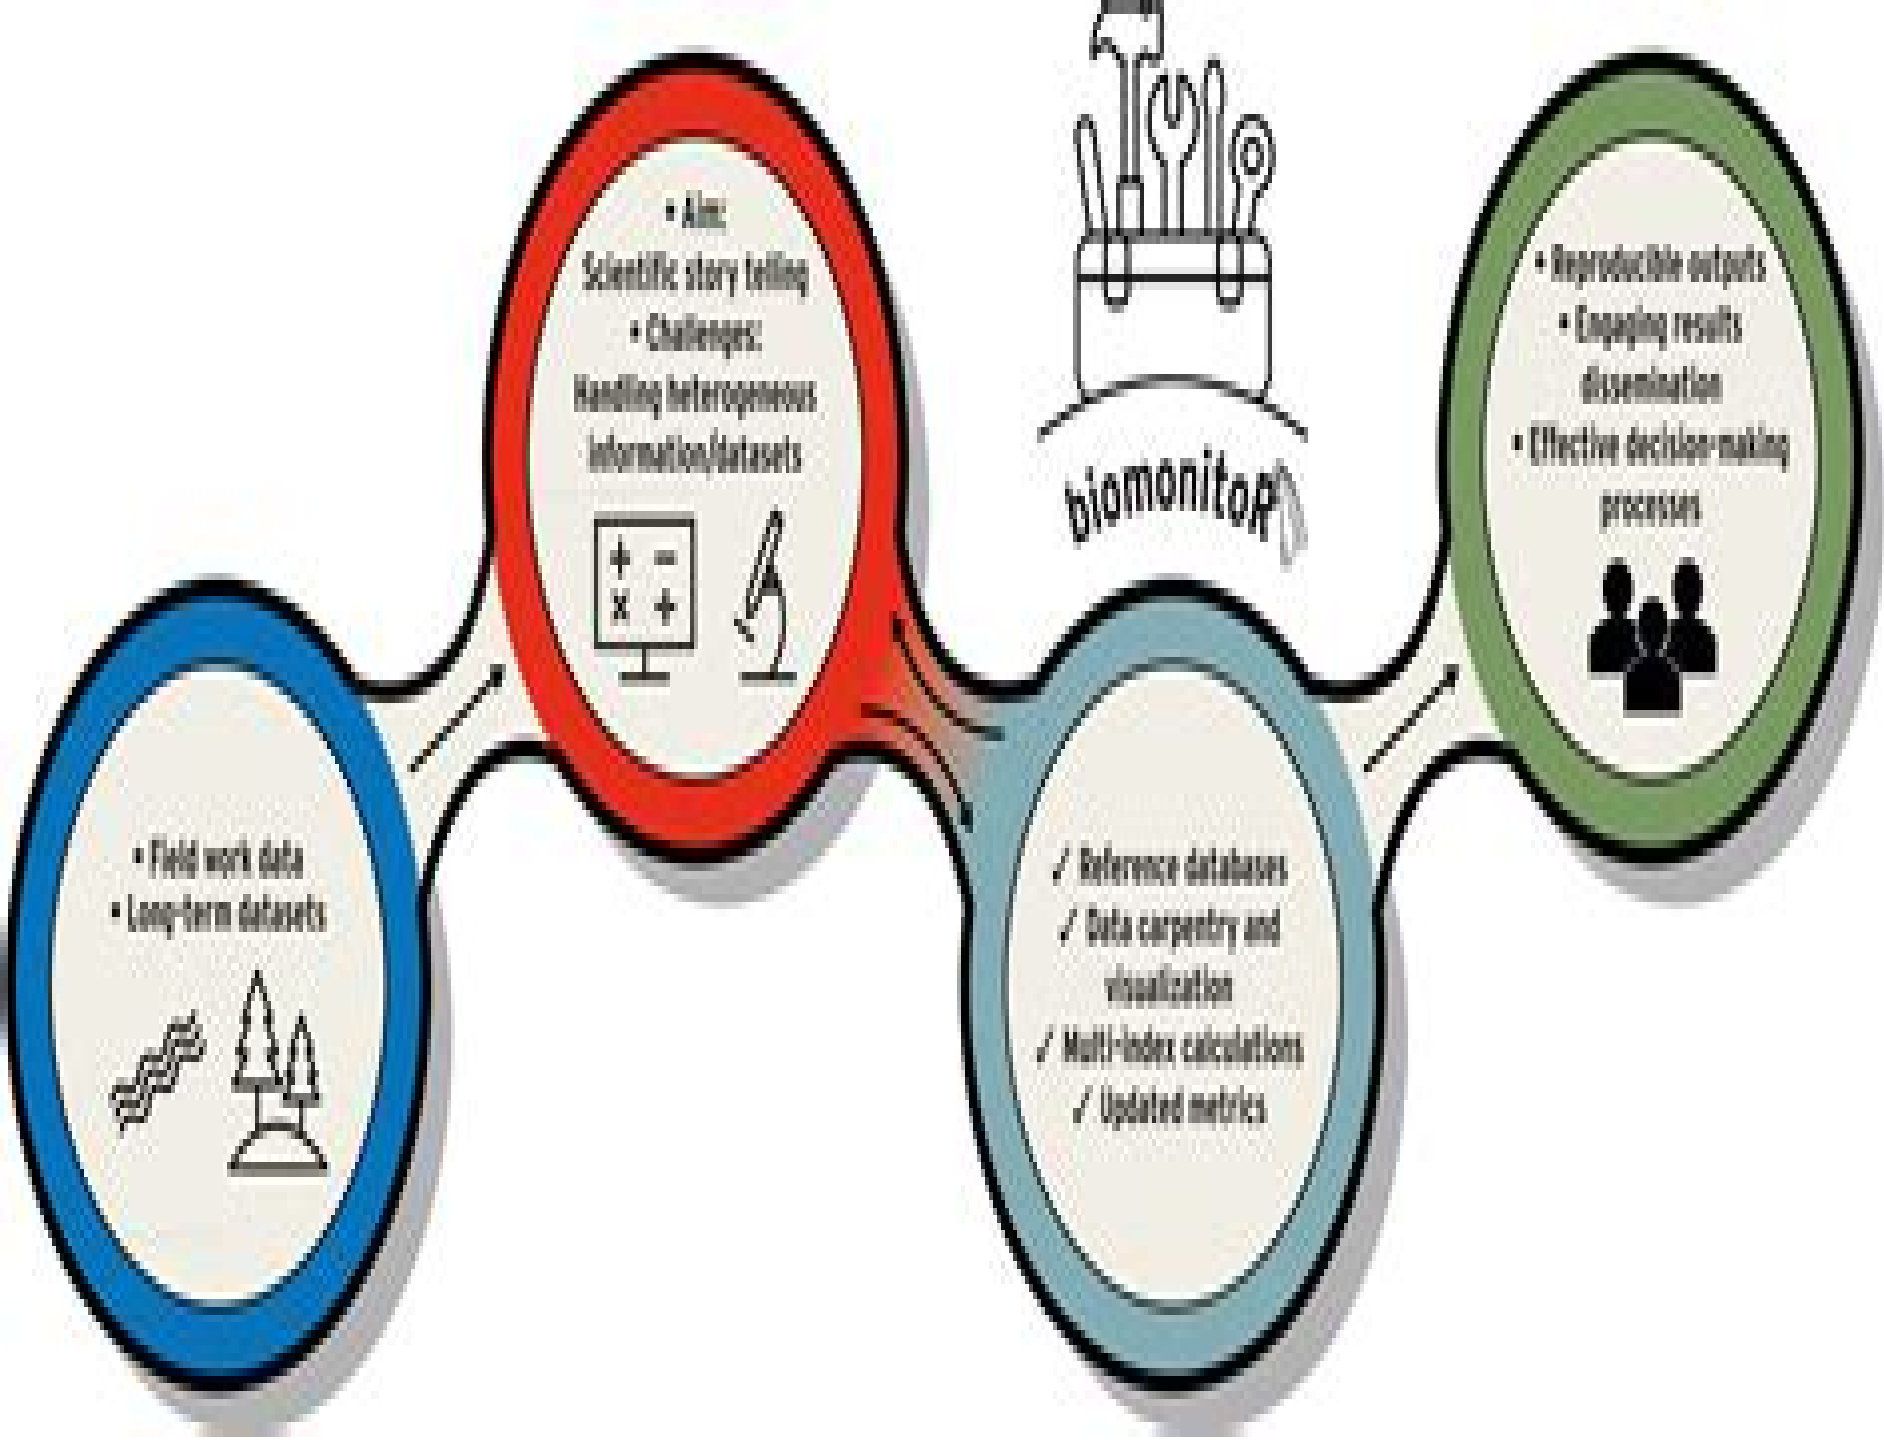 • Field work data
• Long-term datasets
• Aim:
Scientific story telling
• Challenges:
Handling heterogeneous
information/datasets
+ −
x ÷
biomonitoR
✓ Reference databases
✓ Data carpentry and
visualization
✓ Multi-index calculations
✓ Updated metrics
• Reproducible outputs
• Engaging results
dissemination
• Effective decision-making
processes